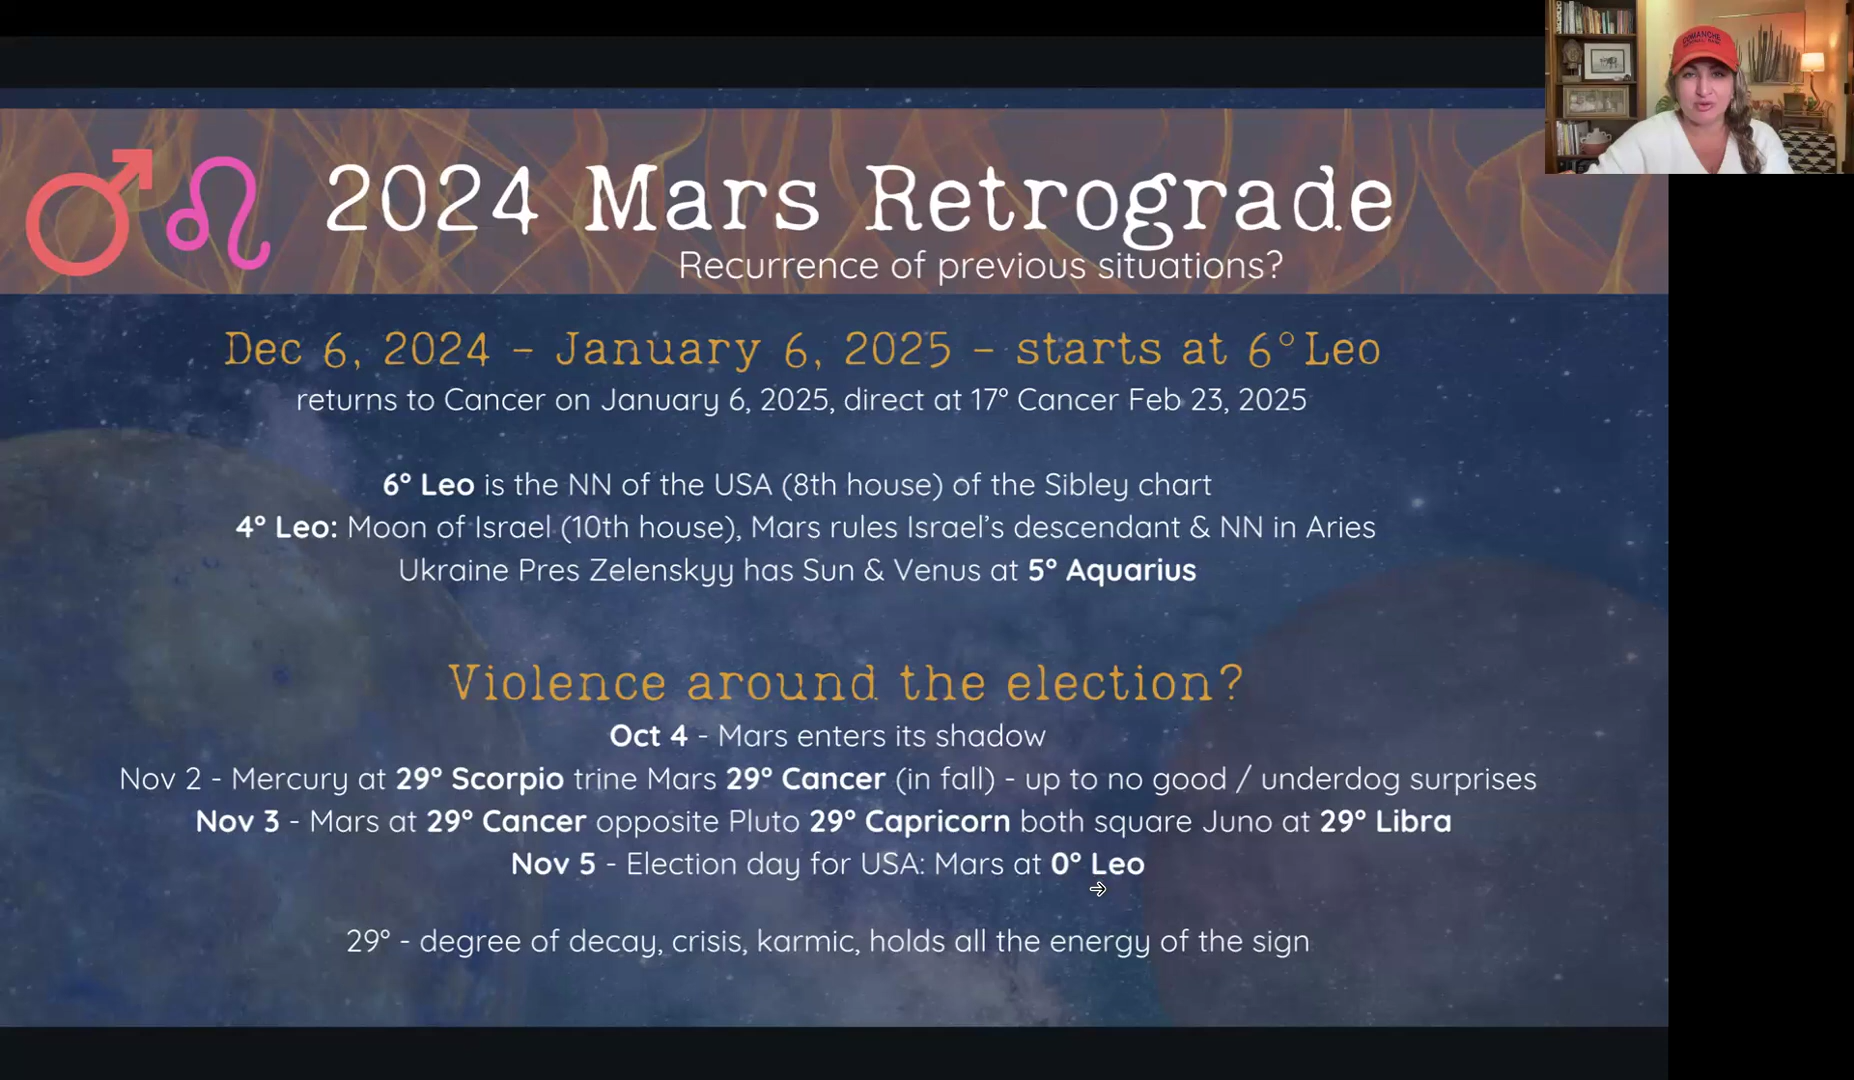 COMANCHE
2024 Mars Retrograde
Recurrence of previous situations?
Dec 6, 2024 - January 6, 2025 - starts at 6° Leo
returns to Cancer on January 6, 2025, direct at 17° Cancer Feb 23, 2025
6° Leo is the NN of the USA (8th house) of the Sibley chart
4° Leo: Moon of Israel (10th house), Mars rules Israel's descendant & NN in Aries
Ukraine Pres Zelenskyy has Sun & Venus at 5° Aquarius
Violence around the election?
Oct 4 - Mars enters its shadow
Nov 2 - Mercury at 29° Scorpio trine Mars 29° Cancer (in fall) - up to no good / underdog surprises
Nov 3 - Mars at 29° Cancer opposite Pluto 29° Capricorn both square Juno at 29° Libra
Nov 5 - Election day for USA: Mars at 0° Leo
29° - degree of decay, crisis, karmic, holds all the energy of the sign